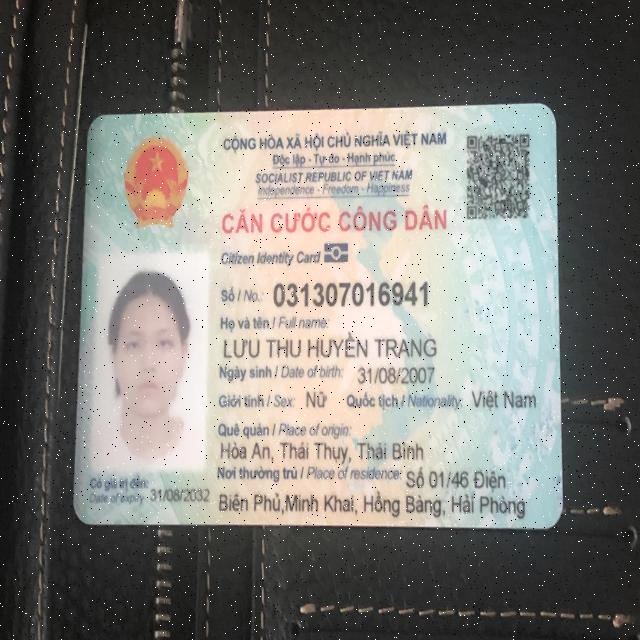 CỘNG HÒA XÃ HỘI CHỦ NGHĨA VIỆT NAM
Độc lập - Tự do - Hạnh phúc
SOCIALIST REPUBLIC OF VIET NAM
Independence - Freedom - Happiness
CĂN CƯỚC CÔNG DÂN
Citizen Identity Card
Số / No.: 031307016941
Họ và tên / Full name:
LƯU THU HUYỀN TRANG
Ngày sinh / Date of birth: 31/08/2007
Giới tính / Sex: Nữ Quốc tịch / Nationality: Việt Nam
Quê quán / Place of origin:
Hòa An, Thái Thụy, Thái Bình
Nơi thường trú / Place of residence: Số 01/46 Điện
Biên Phủ,Minh Khai, Hồng Bàng, Hải Phòng
Có giá trị đến:
Date of expiry 31/08/2032